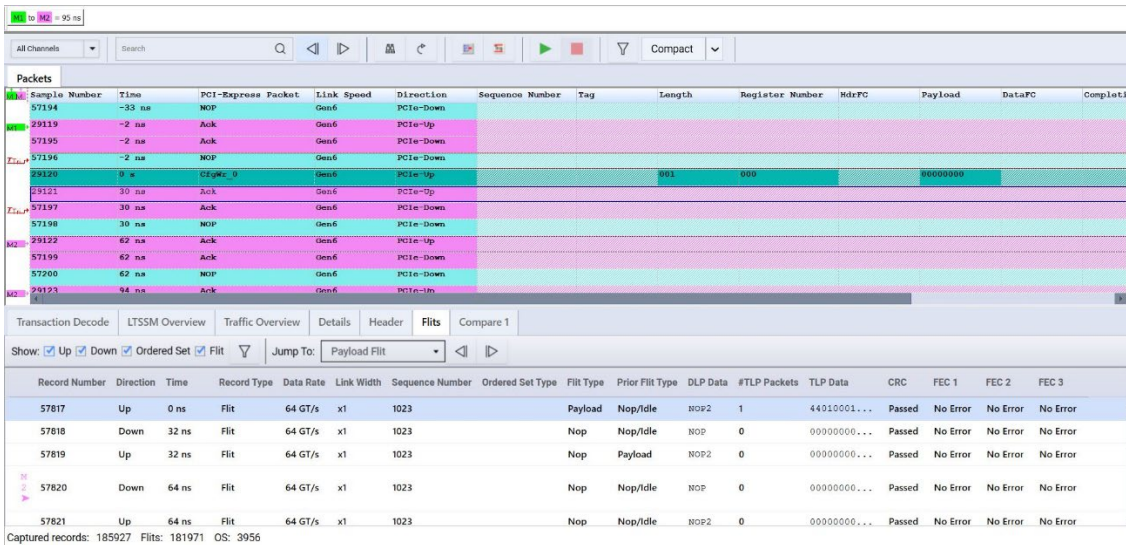 M1 to M2 = 95 ns
All Channels Search Compact
Packets
Sample Number Time PCI-Express Packet Link Speed Direction Sequence Number Tag Length Register Number HdrFC Payload DataFC Completi
57194 -33 ns NOP Gen6 PCIe-Down
M1 29119 -2 ns Ack Gen6 PCIe-Up
57195 -2 ns Ack Gen6 PCIe-Down
57196 -2 ns NOP Gen6 PCIe-Down
29120 0 s CfgWr_0 Gen6 PCIe-Up 001 000 00000000
29121 30 ns Ack Gen6 PCIe-Up
57197 30 ns Ack Gen6 PCIe-Down
57198 30 ns NOP Gen6 PCIe-Down
M2 29122 62 ns Ack Gen6 PCIe-Up
57199 62 ns Ack Gen6 PCIe-Down
57200 62 ns NOP Gen6 PCIe-Down
M2 29123 94 ns Ack Gen6 PCIe-Up
Transaction Decode LTSSM Overview Traffic Overview Details Header Flits Compare 1
Show: Up Down Ordered Set Flit Jump To: Payload Flit
Record Number Direction Time Record Type Data Rate Link Width Sequence Number Ordered Set Type Flit Type Prior Flit Type DLP Data #TLP Packets TLP Data CRC FEC 1 FEC 2 FEC 3
57817 Up 0 ns Flit 64 GT/s x1 1023 Payload Nop/Idle NOP2 1 44010001... Passed No Error No Error No Error
57818 Down 32 ns Flit 64 GT/s x1 1023 Nop Nop/Idle NOP 0 00000000... Passed No Error No Error No Error
57819 Up 32 ns Flit 64 GT/s x1 1023 Nop Payload NOP2 0 00000000... Passed No Error No Error No Error
M2 57820 Down 64 ns Flit 64 GT/s x1 1023 Nop Nop/Idle NOP 0 00000000... Passed No Error No Error No Error
57821 Up 64 ns Flit 64 GT/s x1 1023 Nop Nop/Idle NOP2 0 00000000... Passed No Error No Error No Error
Captured records: 185927 Flits: 181971 OS: 3956